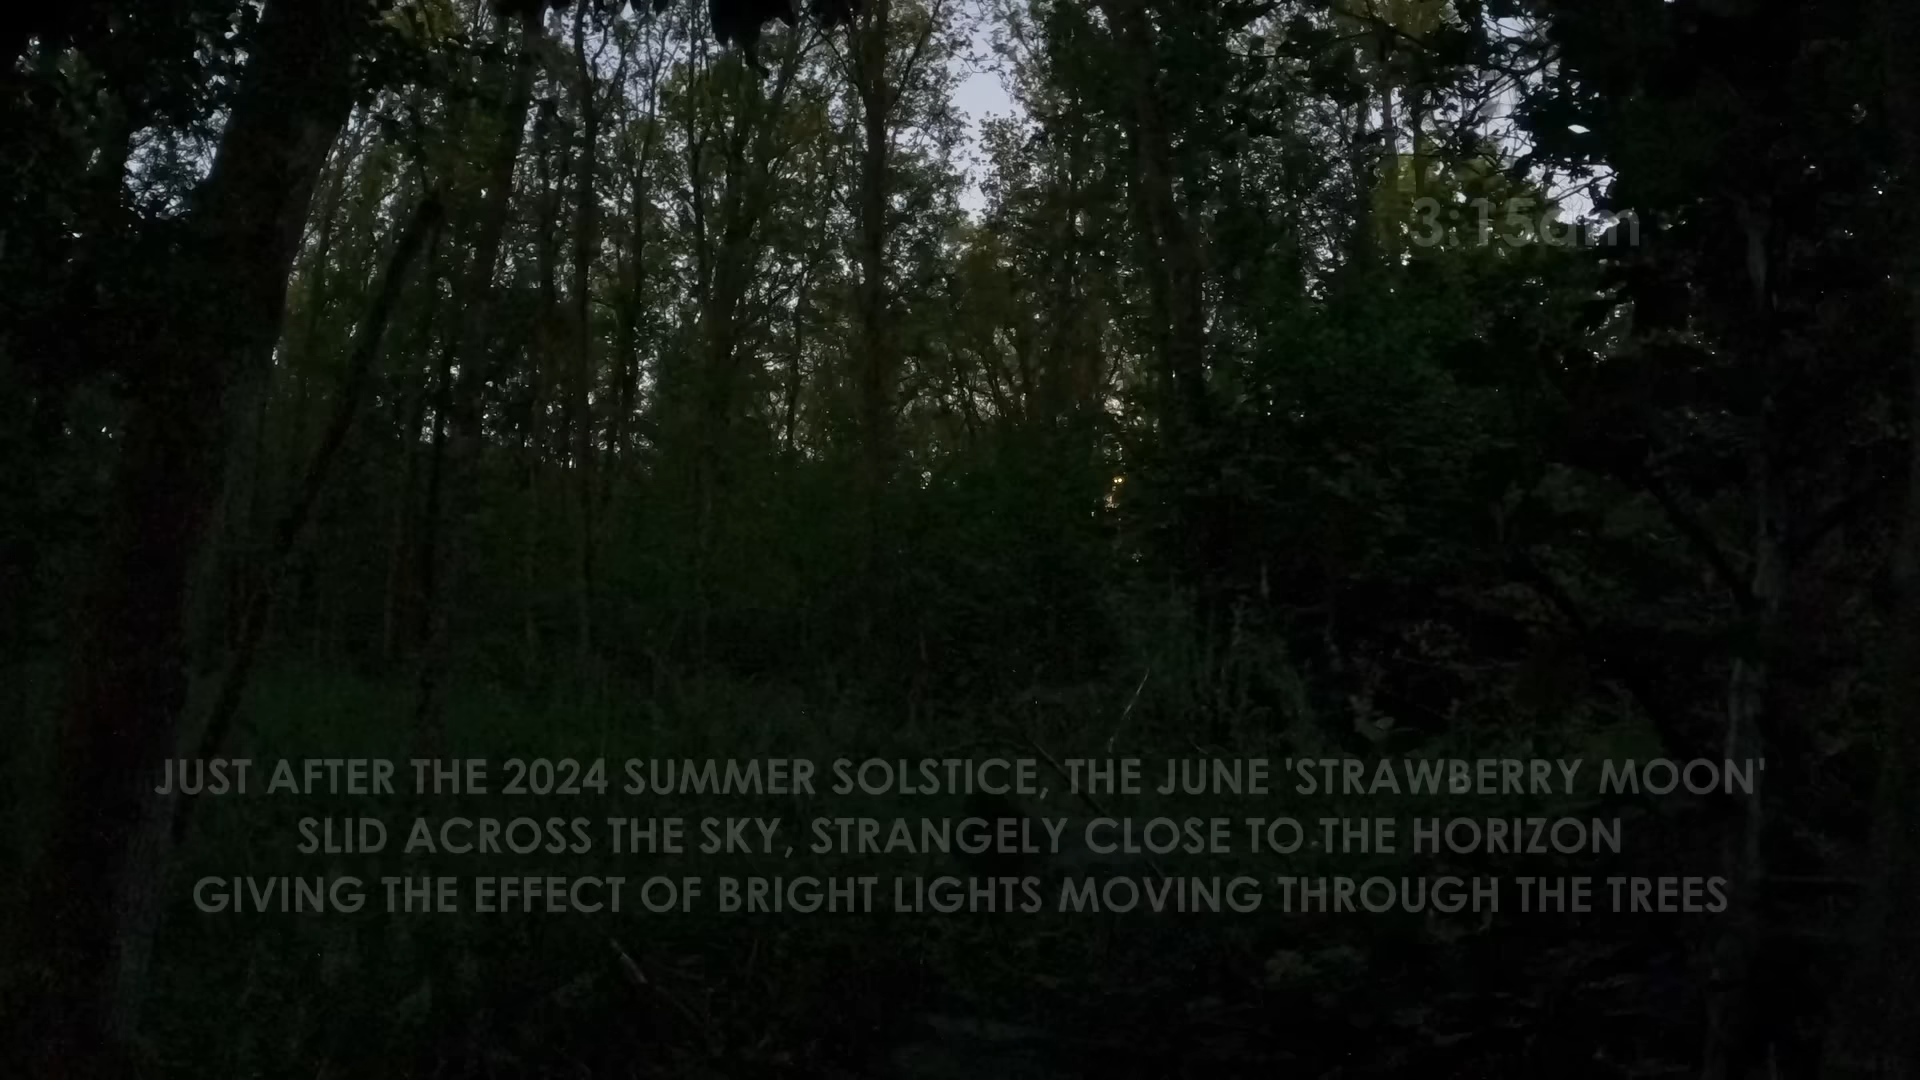 3:15am
JUST AFTER THE 2024 SUMMER SOLSTICE, THE JUNE 'STRAWBERRY MOON'
SLID ACROSS THE SKY, STRANGELY CLOSE TO THE HORIZON
GIVING THE EFFECT OF BRIGHT LIGHTS MOVING THROUGH THE TREES